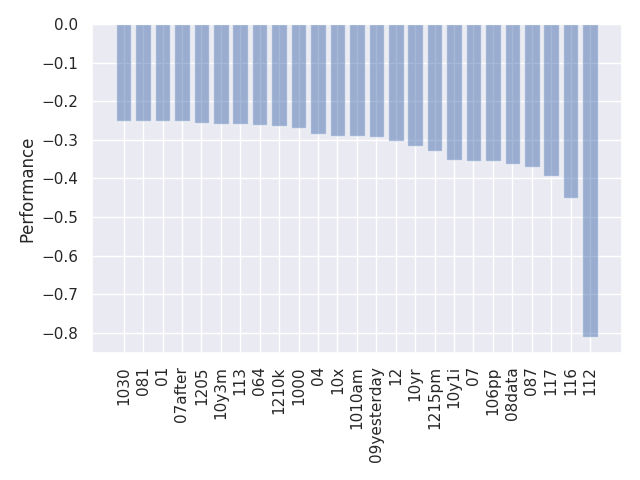 0.0
−0.1
−0.2
−0.3
−0.4
−0.5
−0.6
−0.7
−0.8
Performance
1030
081
01
07after
1205
10y3m
113
064
1210k
1000
04
10x
1010am
09yesterday
12
10yr
1215pm
10y1i
07
106pp
08data
087
117
116
112